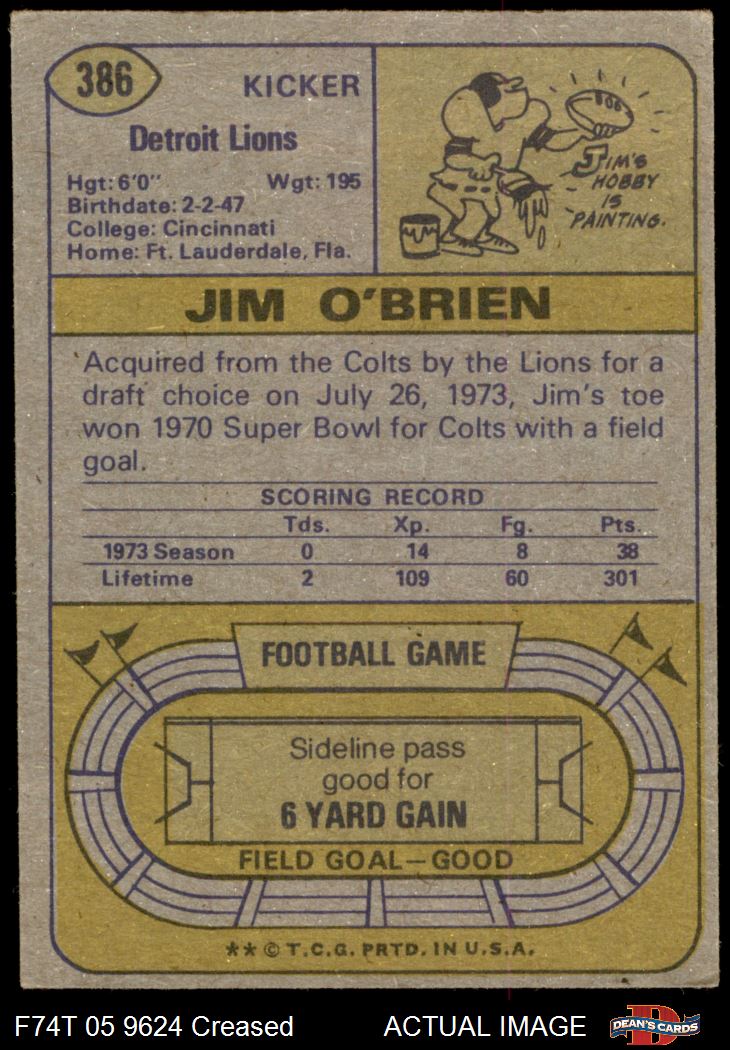 386
KICKER
Detroit Lions
Hgt: 6'0" Wgt: 195
Birthdate: 2-2-47
College: Cincinnati
Home: Ft. Lauderdale, Fla.
JIM'S
HOBBY
IS
PAINTING.
JIM O'BRIEN
Acquired from the Colts by the Lions for a
draft choice on July 26, 1973, Jim's toe
won 1970 Super Bowl for Colts with a field
goal.
SCORING RECORD
Tds. Xp. Fg. Pts.
1973 Season 0 14 8 38
Lifetime 2 109 60 301
FOOTBALL GAME
Sideline pass
good for
6 YARD GAIN
FIELD GOAL—GOOD
** © T.C.G. PRTD. IN U.S.A.
F74T 05 9624 Creased ACTUAL IMAGE
D
DEAN'S CARDS